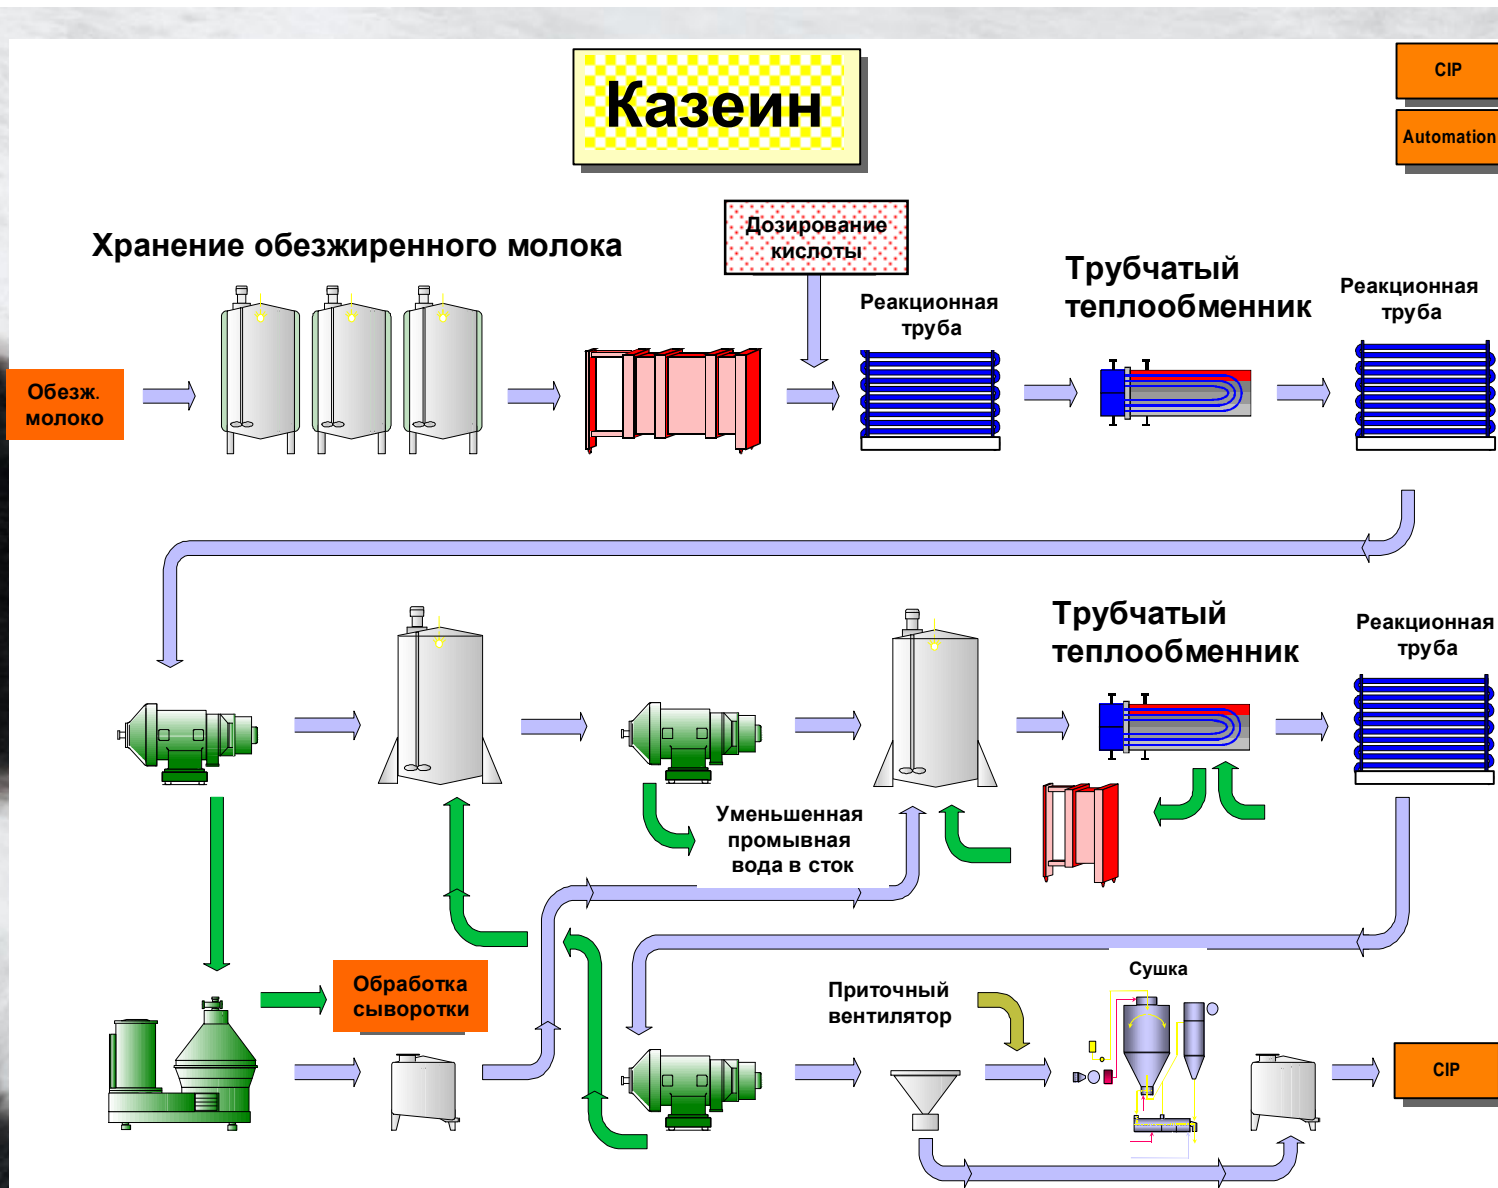 Казеин
CIP
Automation
Хранение обезжиренного молока
Дозирование
кислоты
Реакционная
труба
Трубчатый
теплообменник
Реакционная
труба
Обезж.
молоко
Трубчатый
теплообменник
Реакционная
труба
Уменьшенная
промывная
вода в сток
Обработка
сыворотки
Приточный
вентилятор
Сушка
CIP